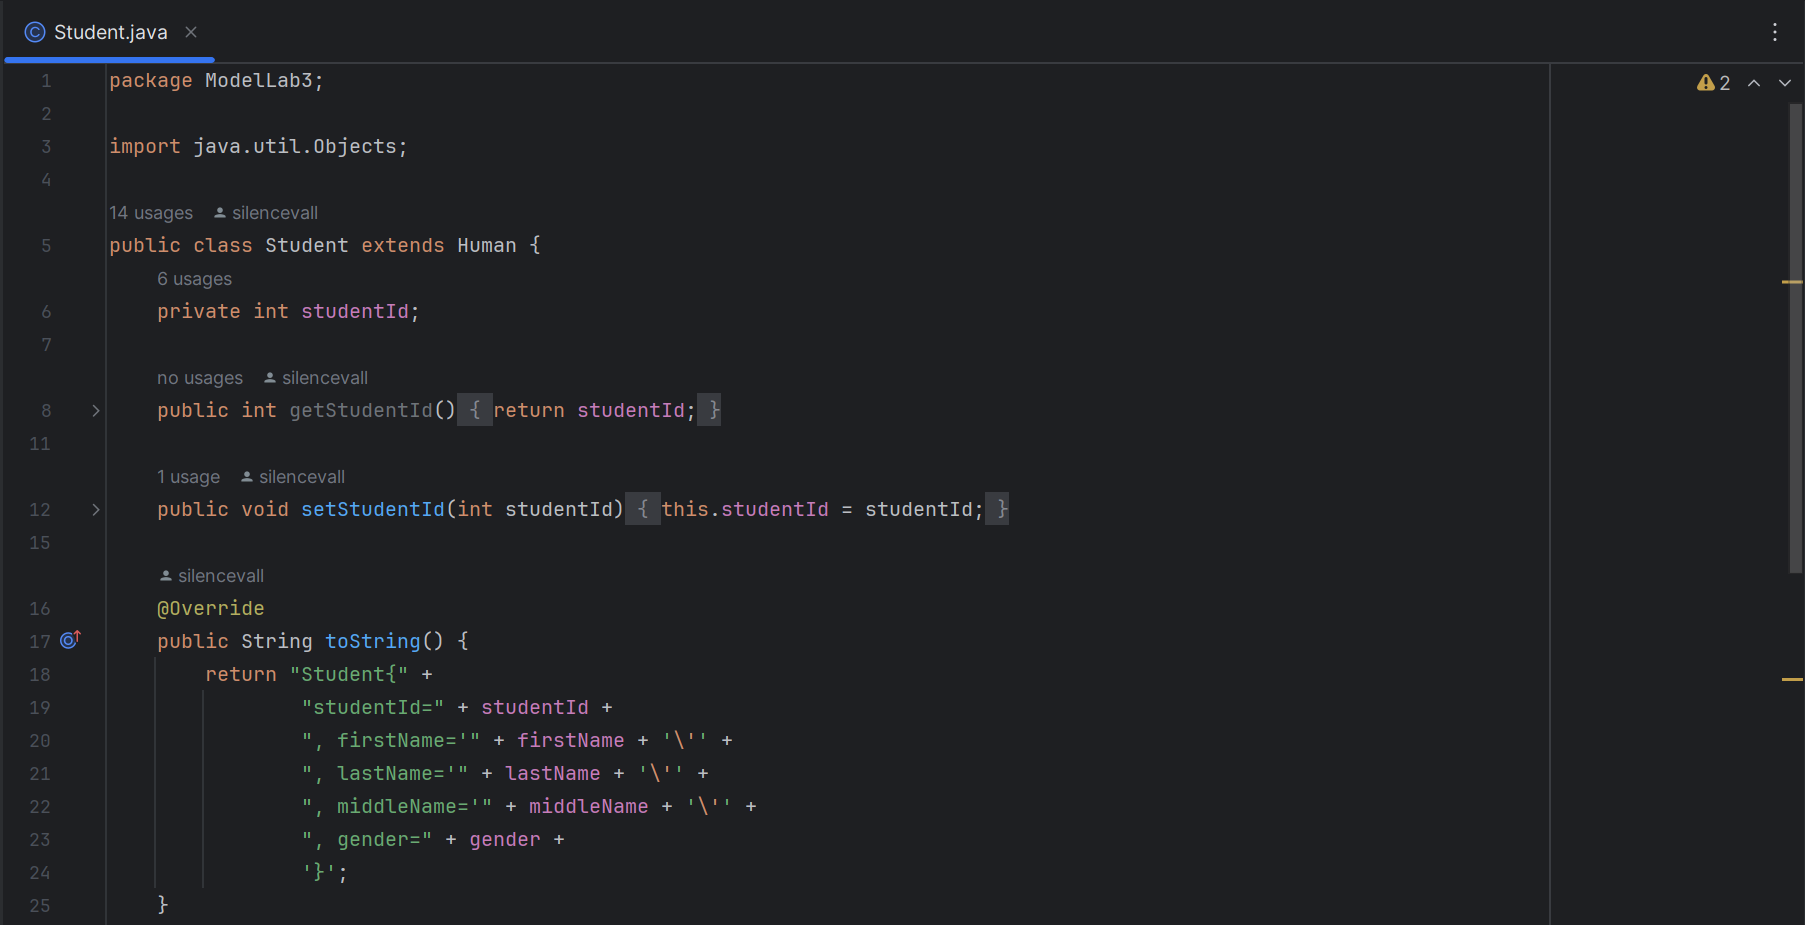 Student.java
2
1 package ModelLab3;
2
3 import java.util.Objects;
4
14 usages silencevall
5 public class Student extends Human {
6 usages
6 private int studentId;
7
no usages silencevall
8 public int getStudentId() { return studentId; }
11
1 usage silencevall
12 public void setStudentId(int studentId) { this.studentId = studentId; }
15
silencevall
16 @Override
17 public String toString() {
18 return "Student{" +
19 "studentId=" + studentId +
20 ", firstName='" + firstName + '\'' +
21 ", lastName='" + lastName + '\'' +
22 ", middleName='" + middleName + '\'' +
23 ", gender=" + gender +
24 '}';
25 }